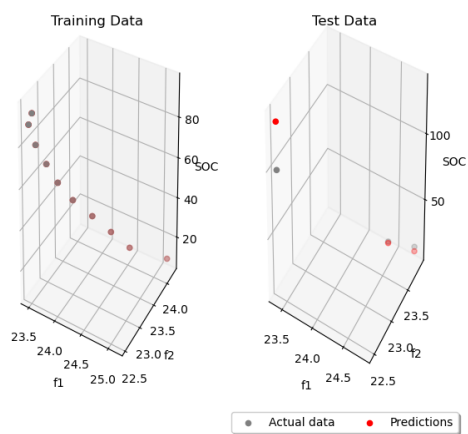 Training Data
80
60
SOC
40
20
24.0
23.5
23.0
22.5
f2
23.5
24.0
24.5
25.0
f1
Test Data
100
SOC
50
23.5
23.0
22.5
f2
23.5
24.0
24.5
f1
Actual data
Predictions